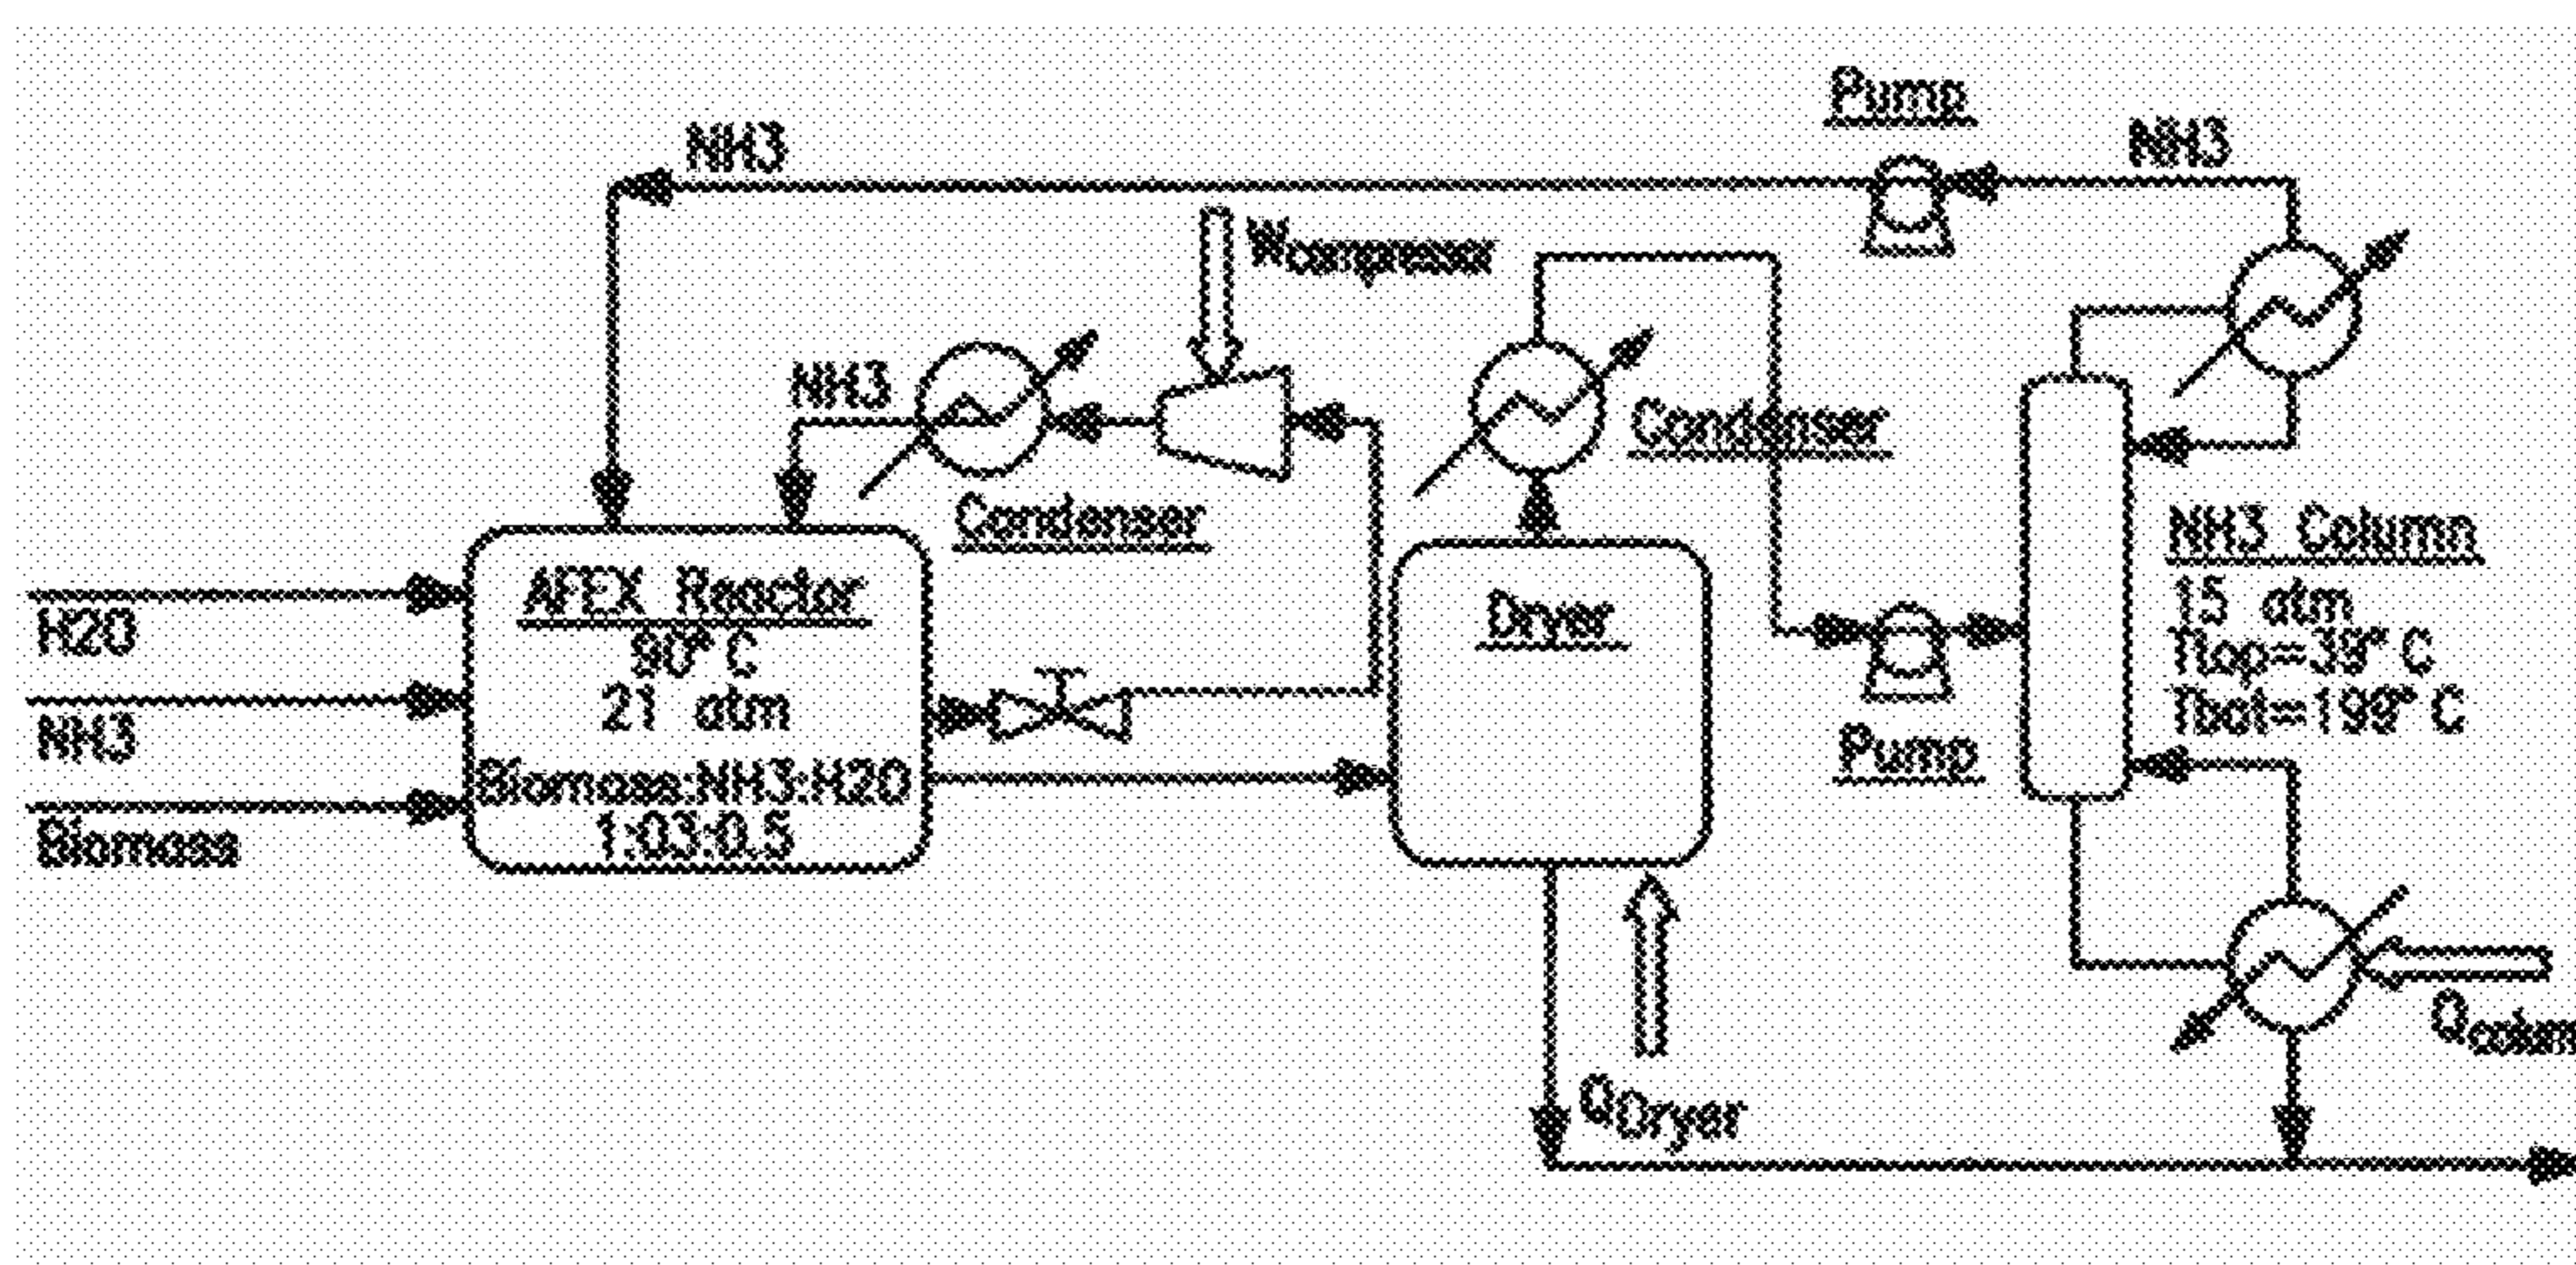 Pump
NH3
NH3
Wcompressor
NH3
Condenser
Condenser
NH3 Column
15 atm
Ttop=39° C
Tbot=199° C
AFEX Reactor
90° C
21 atm
Biomass:NH3:H2O
1:03:0.5
Dryer
H2O
NH3
Biomass
Pump
QDryer
Qcolum